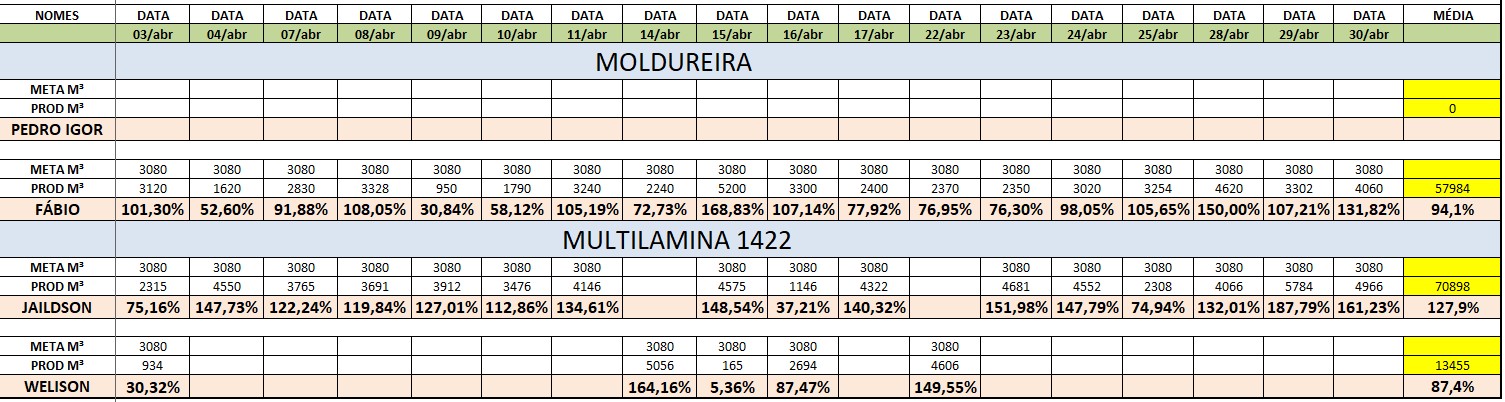 NOMES DATA DATA DATA DATA DATA DATA DATA DATA DATA DATA DATA DATA DATA DATA DATA DATA DATA DATA MÉDIA
03/abr 04/abr 07/abr 08/abr 09/abr 10/abr 11/abr 14/abr 15/abr 16/abr 17/abr 22/abr 23/abr 24/abr 25/abr 28/abr 29/abr 30/abr
MOLDUREIRA
META M³
PROD M³ 0
PEDRO IGOR
META M³ 3080 3080 3080 3080 3080 3080 3080 3080 3080 3080 3080 3080 3080 3080 3080 3080 3080 3080
PROD M³ 3120 1620 2830 3328 950 1790 3240 2240 5200 3300 2400 2370 2350 3020 3254 4620 3302 4060 57984
FÁBIO 101,30% 52,60% 91,88% 108,05% 30,84% 58,12% 105,19% 72,73% 168,83% 107,14% 77,92% 76,95% 76,30% 98,05% 105,65% 150,00% 107,21% 131,82% 94,1%
MULTILAMINA 1422
META M³ 3080 3080 3080 3080 3080 3080 3080 3080 3080 3080 3080 3080 3080 3080 3080 3080
PROD M³ 2315 4550 3765 3691 3912 3476 4146 4575 1146 4322 4681 4552 2308 4066 5784 4966 70898
JAILDSON 75,16% 147,73% 122,24% 119,84% 127,01% 112,86% 134,61% 148,54% 37,21% 140,32% 151,98% 147,79% 74,94% 132,01% 187,79% 161,23% 127,9%
META M³ 3080 3080 3080 3080 3080
PROD M³ 934 5056 165 2694 4606 13455
WELISON 30,32% 164,16% 5,36% 87,47% 149,55% 87,4%